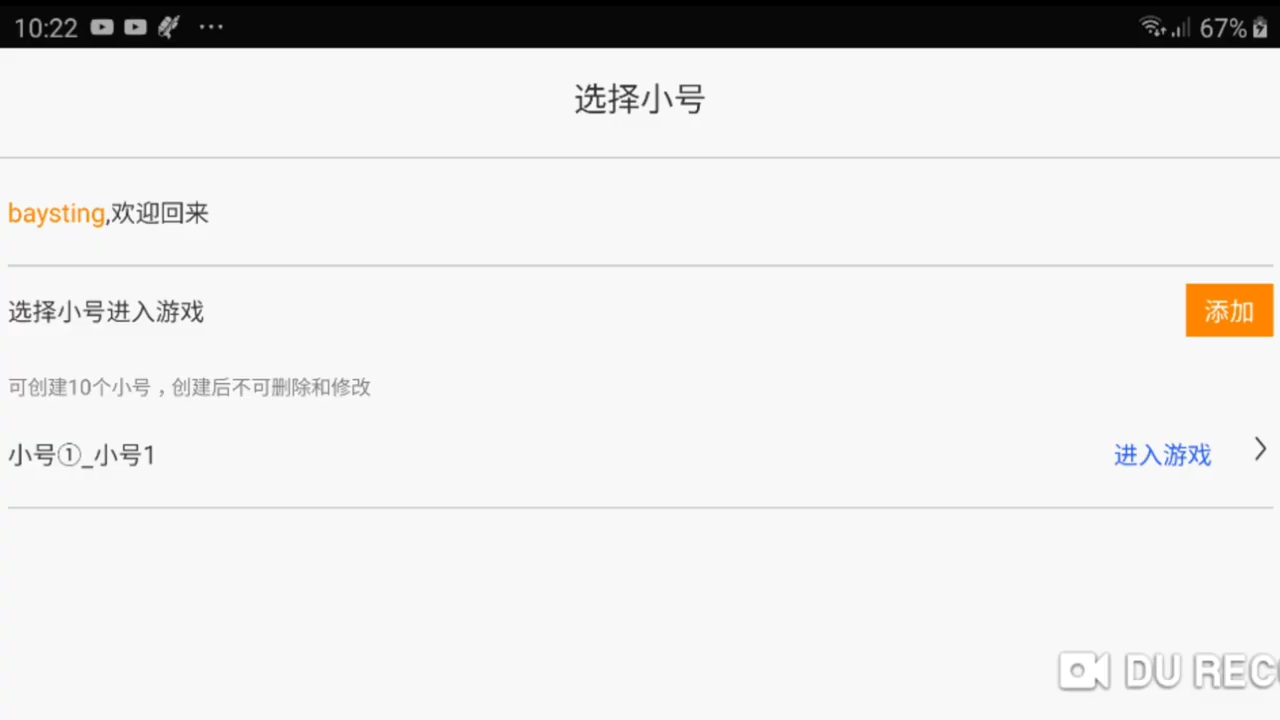 10:22
67%
选择小号
baysting,欢迎回来
选择小号进入游戏
添加
可创建10个小号，创建后不可删除和修改
小号①_小号1
进入游戏
DU REC